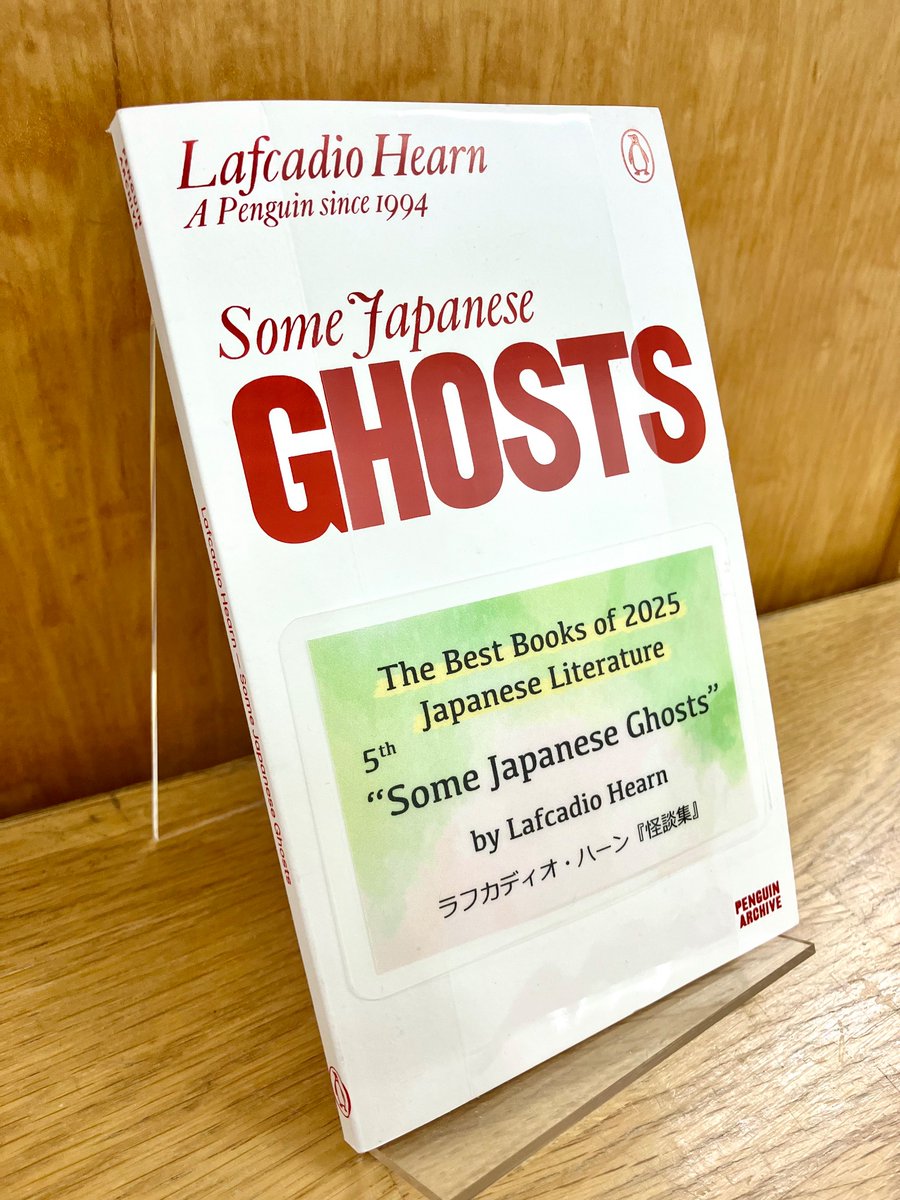 Lafcadio Hearn
A Penguin since 1994
Some Japanese
GHOSTS
The Best Books of 2025
Japanese Literature
5th
“Some Japanese Ghosts”
by Lafcadio Hearn
ラフカディオ・ハーン『怪談集』
PENGUIN
ARCHIVE
Lafcadio Hearn – Some Japanese Ghosts